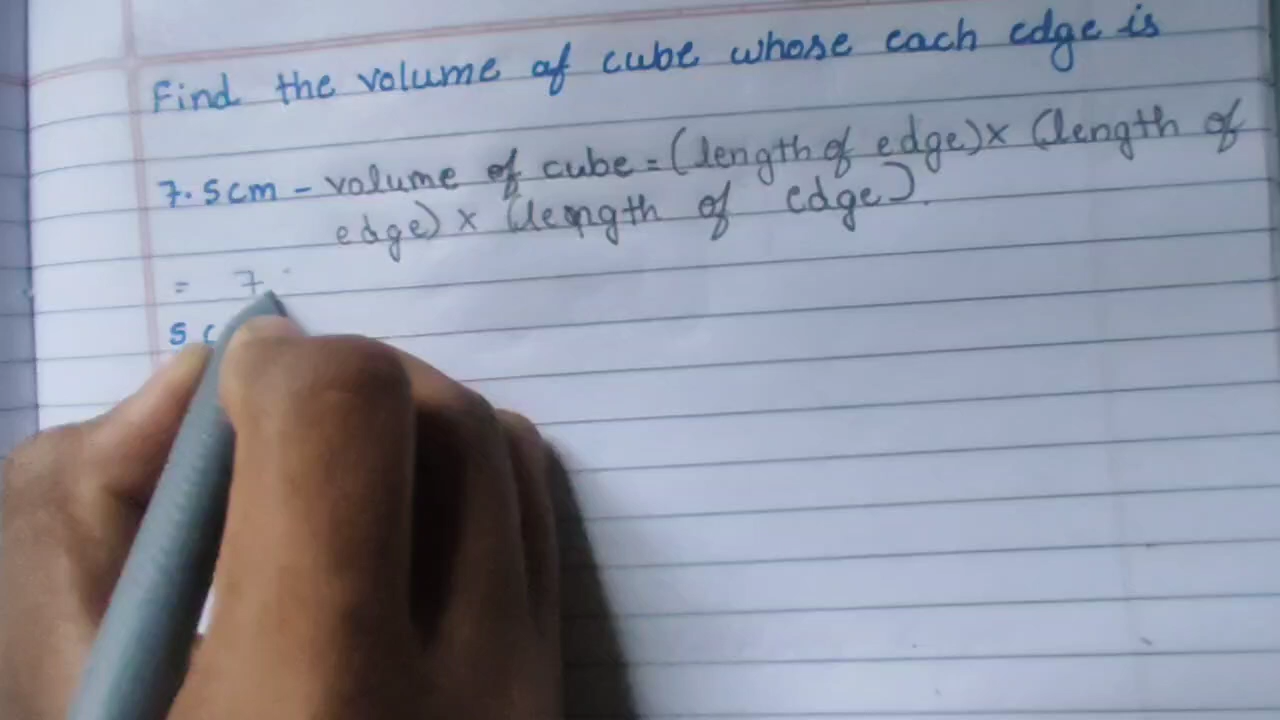 Find the volume of cube whose each edge is
7.5cm - volume of cube = (length of edge) x (length of
edge) x (length of edge).
= 7.
5 c